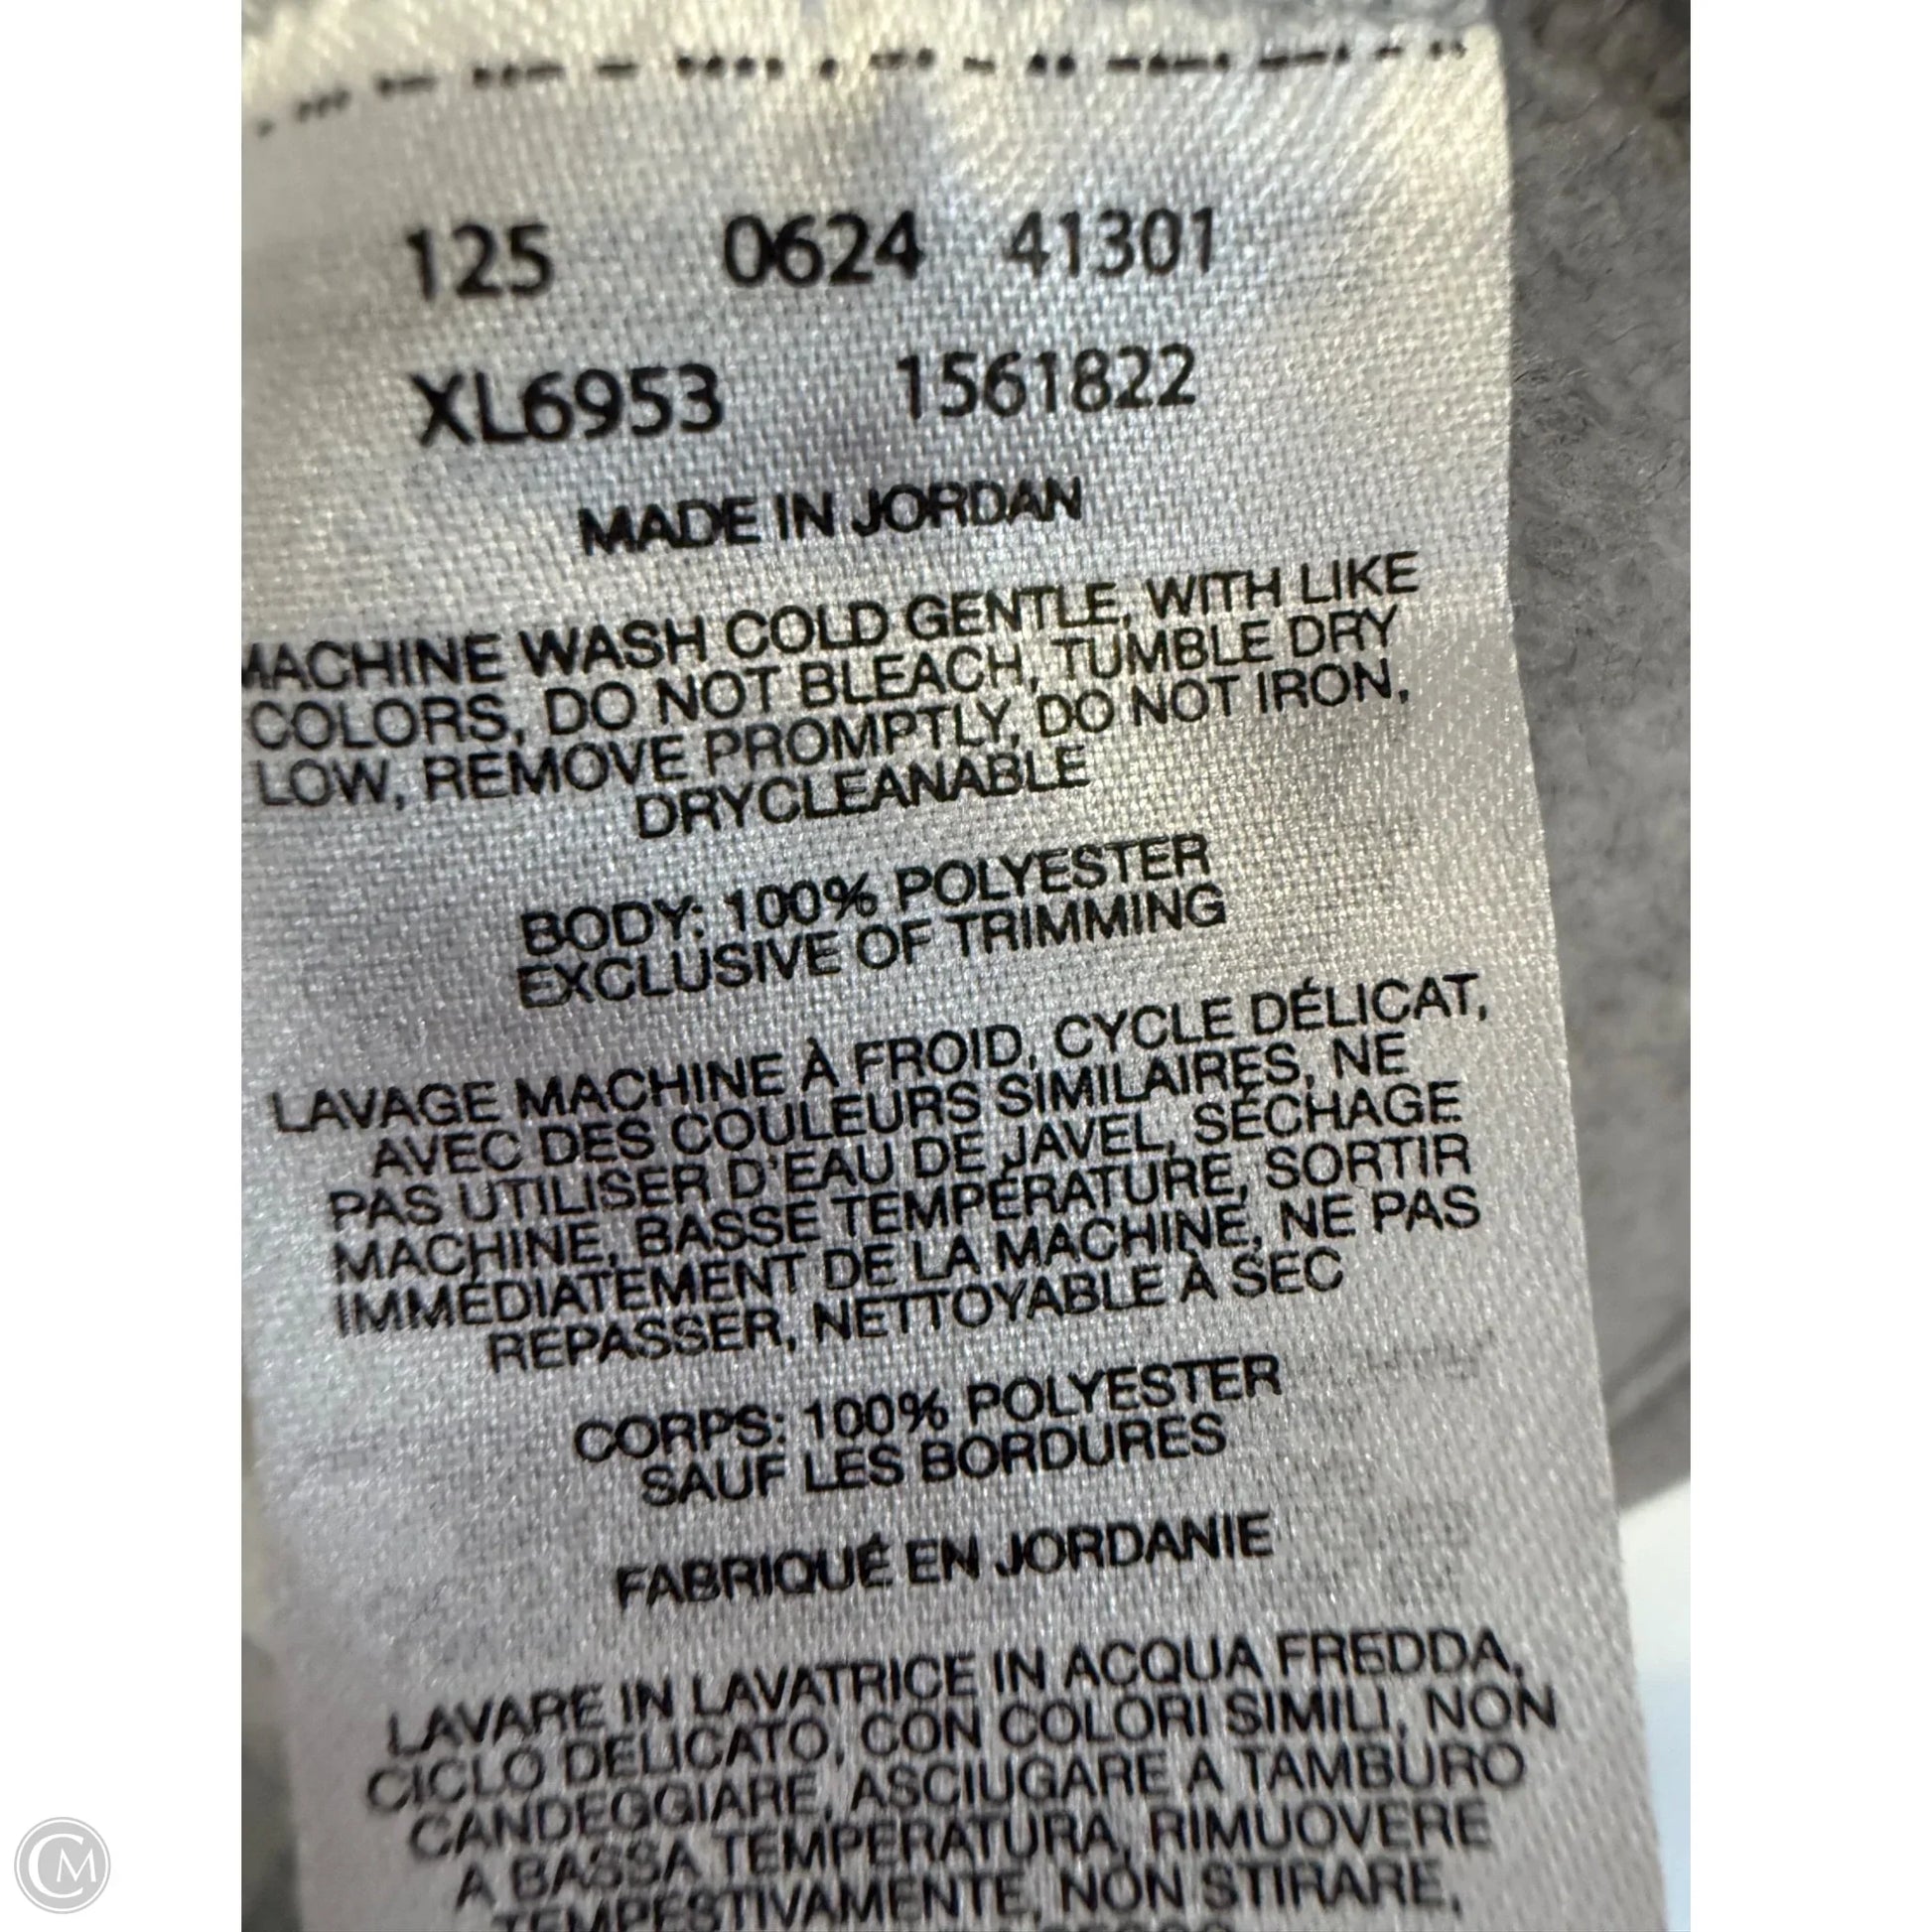 125 0624 41301
XL6953 1561822
MADE IN JORDAN
MACHINE WASH COLD GENTLE, WITH LIKE
COLORS, DO NOT BLEACH, TUMBLE DRY
LOW, REMOVE PROMPTLY, DO NOT IRON,
DRYCLEANABLE
BODY: 100% POLYESTER
EXCLUSIVE OF TRIMMING
LAVAGE MACHINE À FROID, CYCLE DÉLICAT,
AVEC DES COULEURS SIMILAIRES, NE
PAS UTILISER D'EAU DE JAVEL, SÉCHAGE
MACHINE, BASSE TEMPÉRATURE, SORTIR
IMMÉDIATEMENT DE LA MACHINE, NE PAS
REPASSER, NETTOYABLE À SEC
CORPS: 100% POLYESTER
SAUF LES BORDURES
FABRIQUÉ EN JORDANIE
LAVARE IN LAVATRICE IN ACQUA FREDDA,
CICLO DELICATO, CON COLORI SIMILI, NON
CANDEGGIARE, ASCIUGARE A TAMBURO
A BASSA TEMPERATURA, RIMUOVERE
TEMPESTIVAMENTE, NON STIRARE,
CM